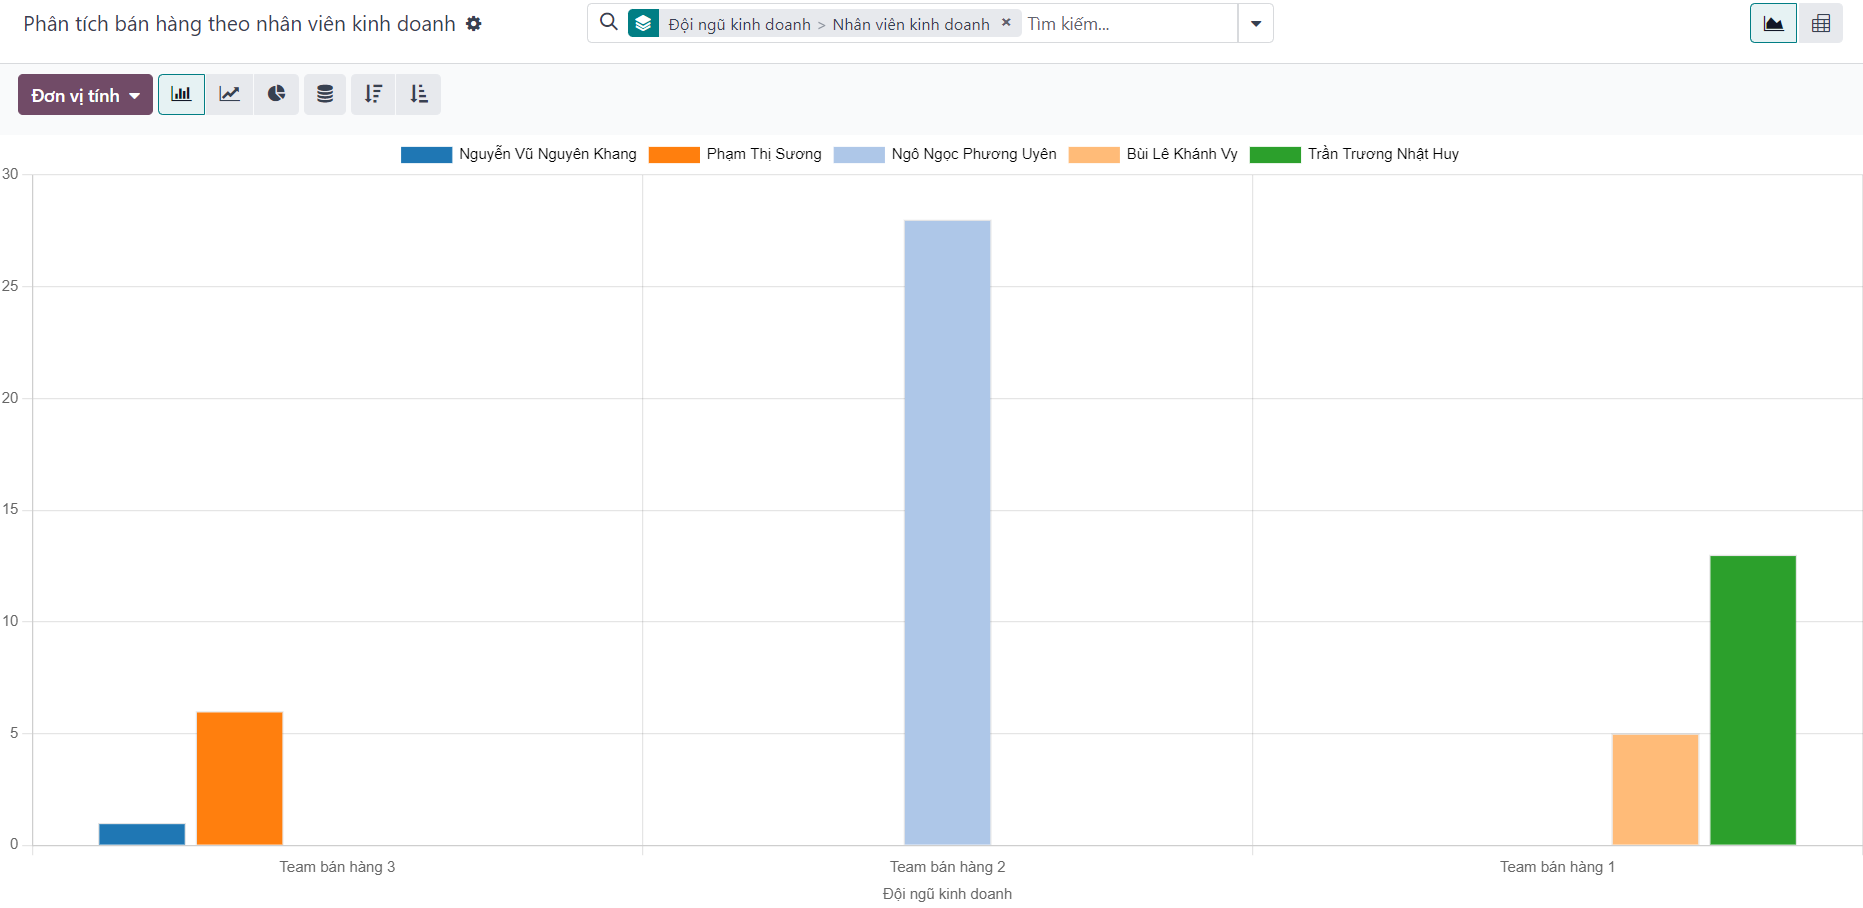 Phân tích bán hàng theo nhân viên kinh doanh
Đội ngũ kinh doanh > Nhân viên kinh doanh × Tìm kiếm...
Đơn vị tính
Nguyễn Vũ Nguyên Khang Phạm Thị Sương Ngô Ngọc Phương Uyên Bùi Lê Khánh Vy Trần Trương Nhật Huy
30
25
20
15
10
5
0
Team bán hàng 3 Team bán hàng 2 Team bán hàng 1
Đội ngũ kinh doanh